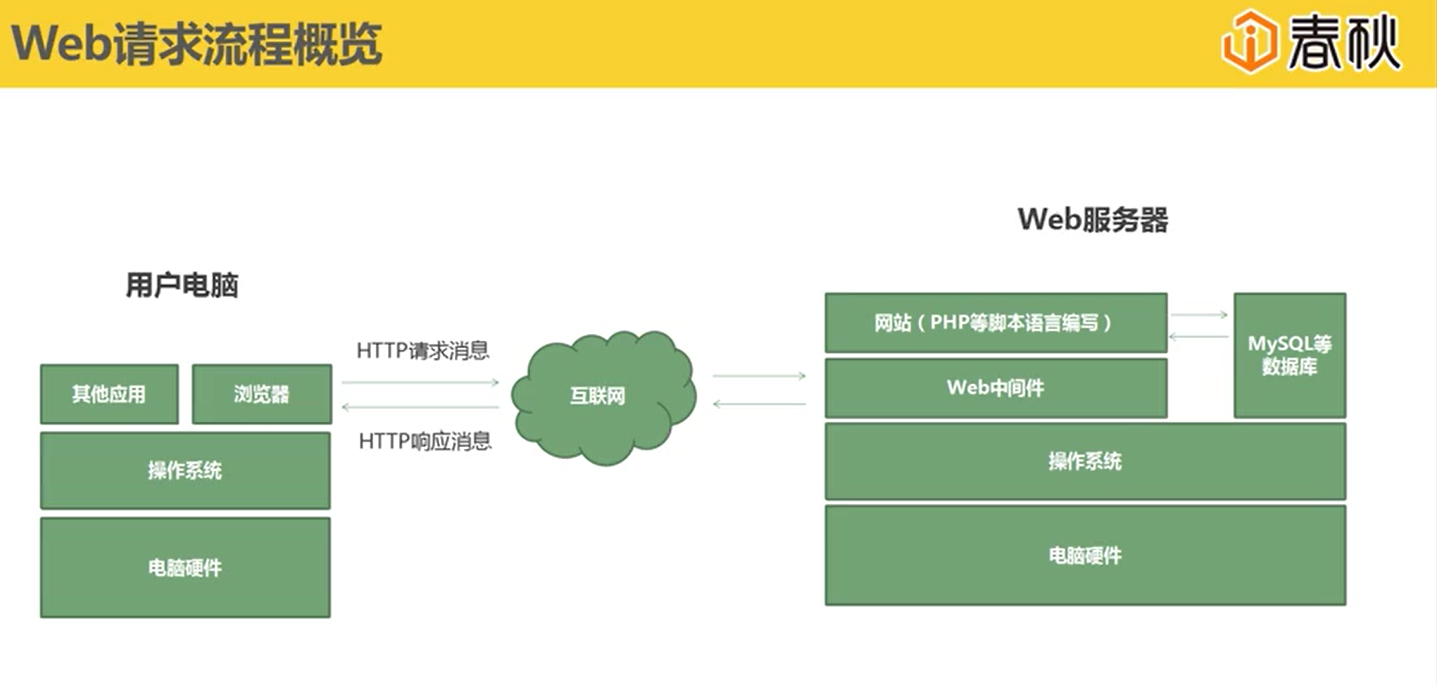 Web请求流程概览
春秋
Web服务器
用户电脑
网站（PHP等脚本语言编写）
MySQL等
数据库
HTTP请求消息
其他应用
浏览器
互联网
Web中间件
HTTP响应消息
操作系统
操作系统
电脑硬件
电脑硬件